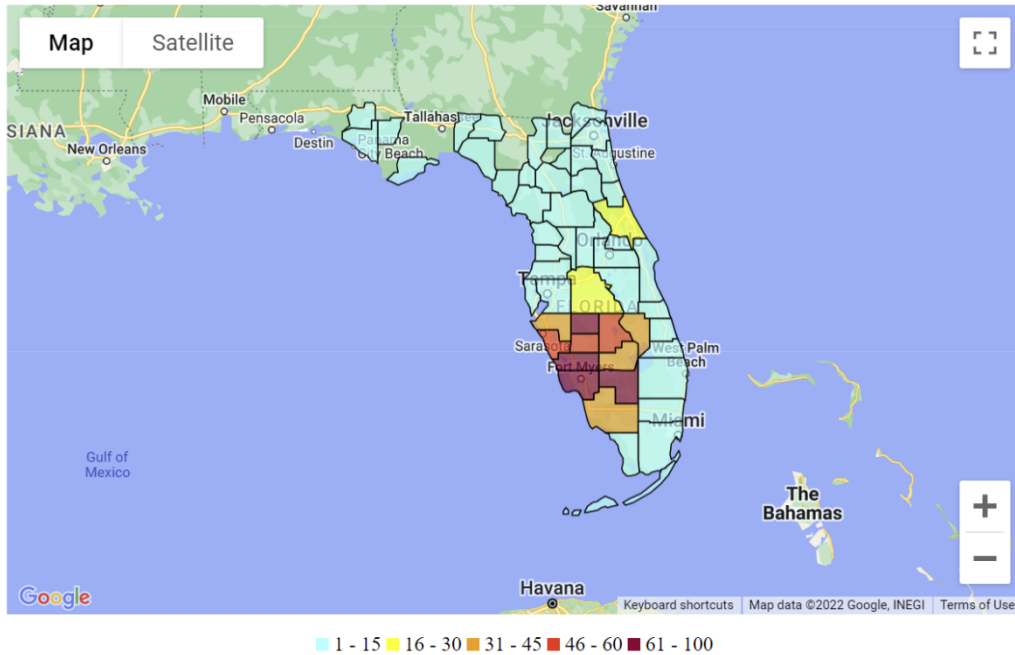 Savannah
Map
Satellite
Mobile
Pensacola
Tallahassee
Jacksonville
SIANA
New Orleans
Destin
Panama
City Beach
St. Augustine
Orlando
Tampa
FLORIDA
Sarasota
West Palm
Beach
Fort Myers
Miami
Gulf of
Mexico
The
Bahamas
+
−
Havana
Google
Keyboard shortcuts
Map data ©2022 Google, INEGI
Terms of Use
1 - 15 16 - 30 31 - 45 46 - 60 61 - 100